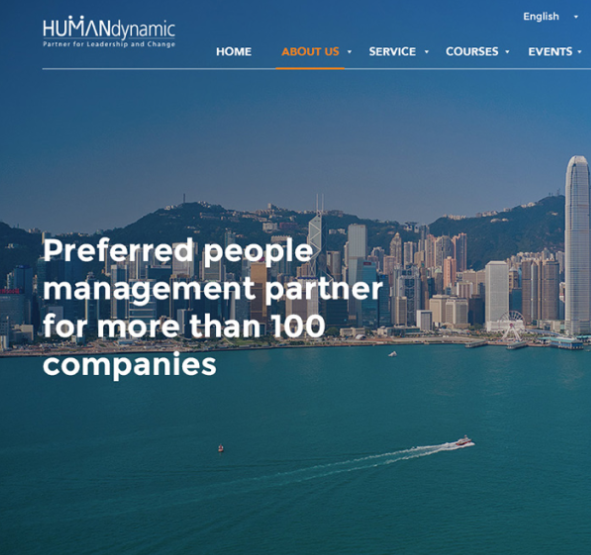 HUMANdynamic
Partner for Leadership and Change
English
HOME
ABOUT US
SERVICE
COURSES
EVENTS
Preferred people
management partner
for more than 100
companies